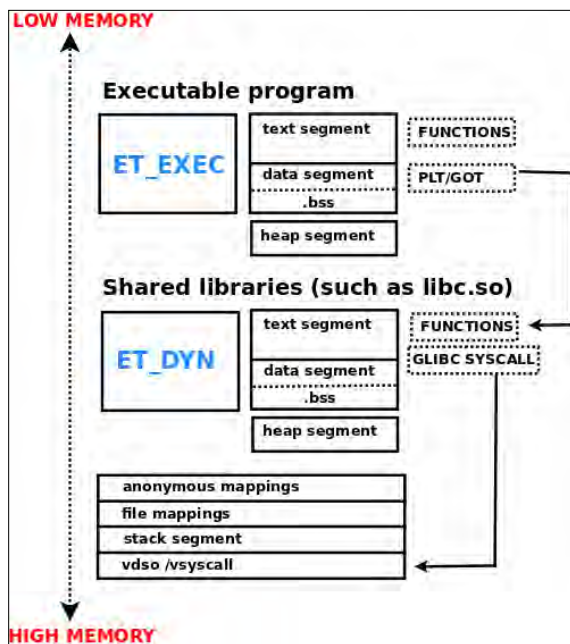 LOW MEMORY
Executable program
ET_EXEC
text segment
FUNCTIONS
data segment
PLT/GOT
.bss
heap segment
Shared libraries (such as libc.so)
ET_DYN
text segment
FUNCTIONS
GLIBC SYSCALL
data segment
.bss
heap segment
anonymous mappings
file mappings
stack segment
vdso /vsyscall
HIGH MEMORY